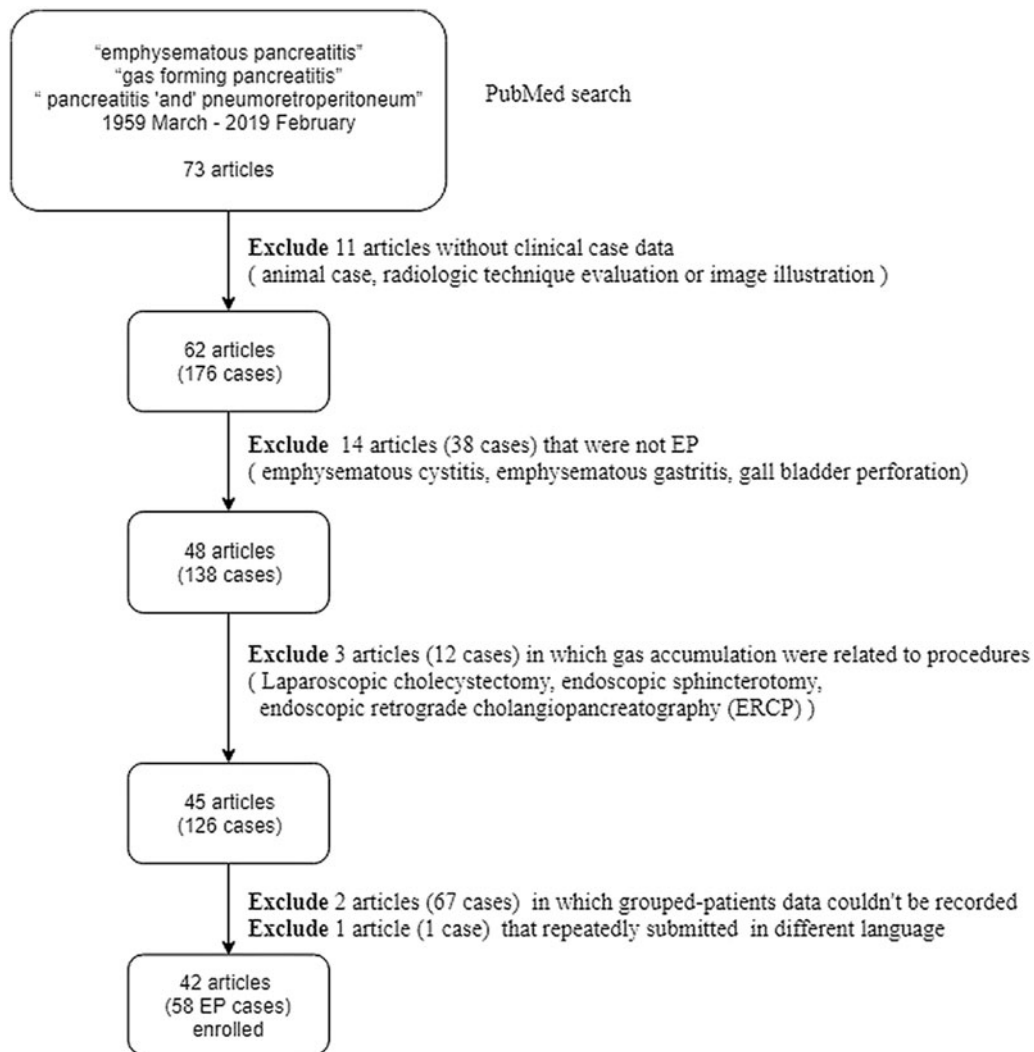 “emphysematous pancreatitis”
“gas forming pancreatitis”
“ pancreatitis 'and' pneumoretroperitoneum”
1959 March - 2019 February
73 articles
PubMed search
Exclude 11 articles without clinical case data
( animal case, radiologic technique evaluation or image illustration )
62 articles
(176 cases)
Exclude 14 articles (38 cases) that were not EP
( emphysematous cystitis, emphysematous gastritis, gall bladder perforation)
48 articles
(138 cases)
Exclude 3 articles (12 cases) in which gas accumulation were related to procedures
( Laparoscopic cholecystectomy, endoscopic sphincterotomy,
endoscopic retrograde cholangiopancreatography (ERCP) )
45 articles
(126 cases)
Exclude 2 articles (67 cases) in which grouped-patients data couldn't be recorded
Exclude 1 article (1 case) that repeatedly submitted in different language
42 articles
(58 EP cases)
enrolled